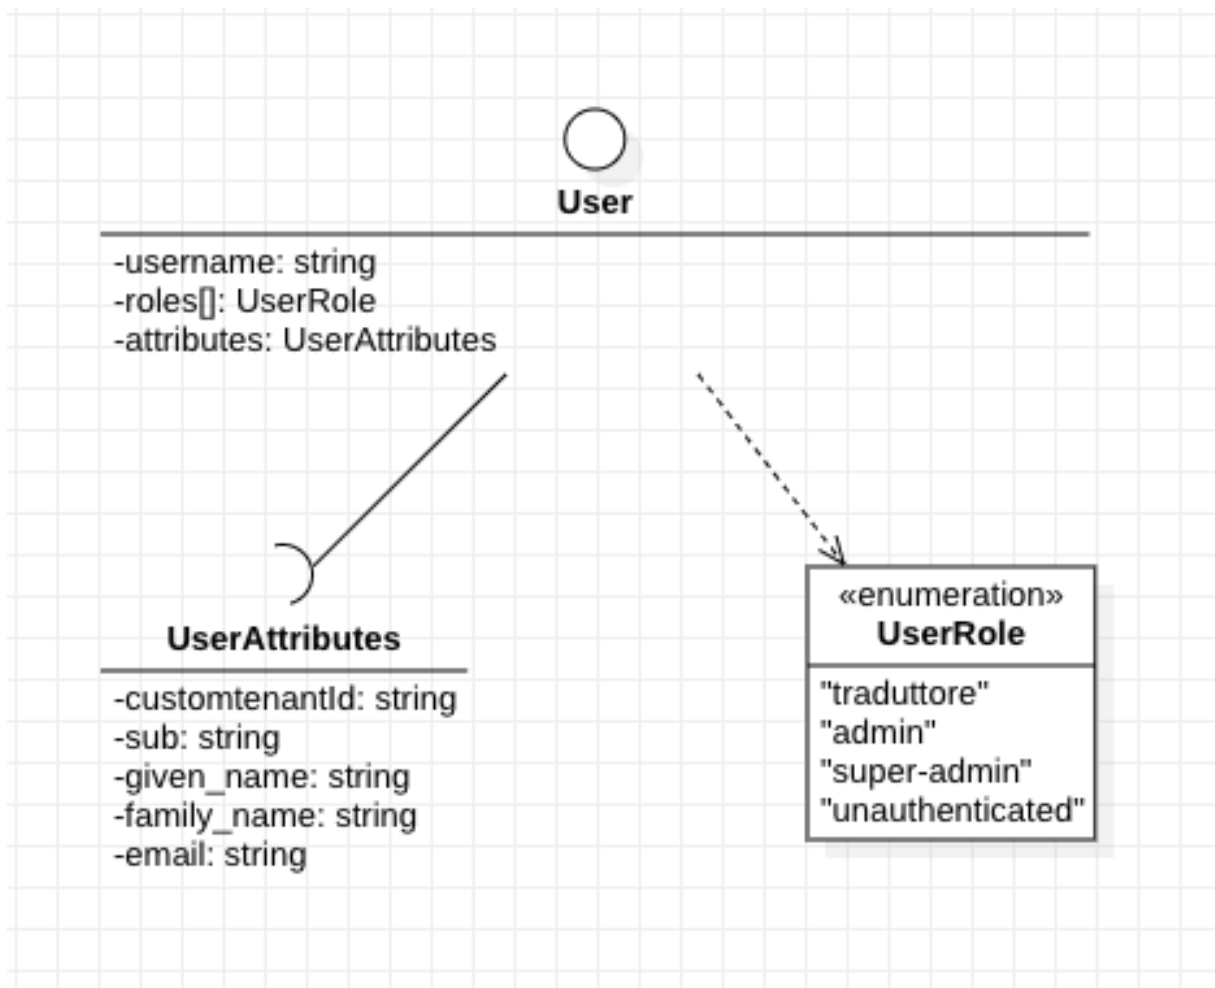 User
-username: string
-roles[]: UserRole
-attributes: UserAttributes
UserAttributes
-customtenantId: string
-sub: string
-given_name: string
-family_name: string
-email: string
«enumeration»
UserRole
"traduttore"
"admin"
"super-admin"
"unauthenticated"